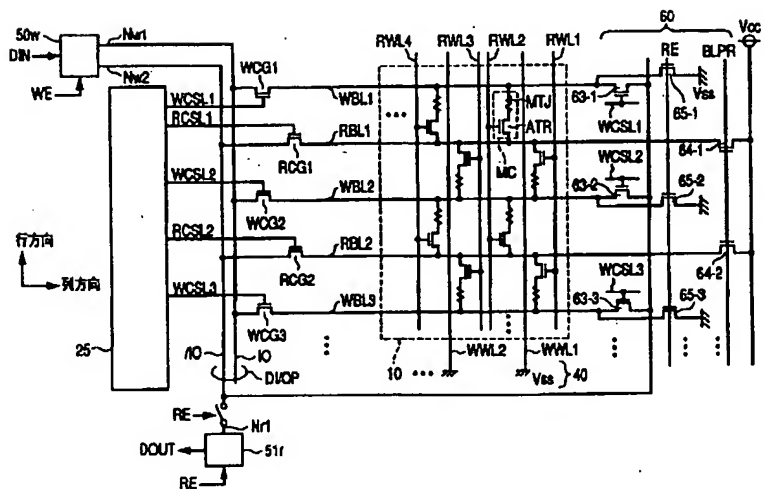 50w
Nw1
DIN
Nw2
WE
60
Vcc
RE
BLPR
RWL4
RWL3
RWL2
RWL1
WCG1
WBL1
WCSL1
RCSL1
MTJ
ATR
MC
63-1
Vss
65-1
WCSL1
RBL1
RCG1
64-1
WCSL2
WCSL2
WBL2
WCG2
63-2
65-2
行方向
列方向
RCSL2
RBL2
RCG2
64-2
WCSL3
WCSL3
WBL3
WCG3
63-3
65-3
25
/IO
IO
DI/OP
10
WWL2
WWL1
Vss
40
RE
Nr1
DOUT
51r
RE